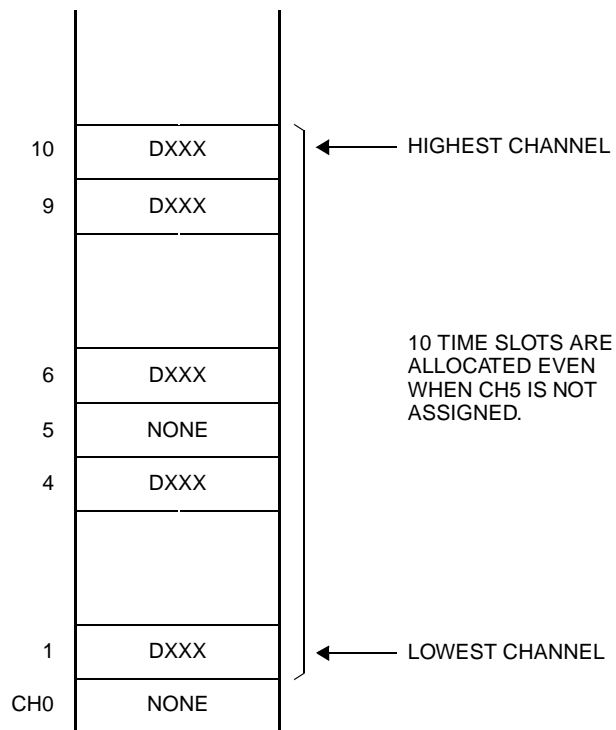 10 DXXX HIGHEST CHANNEL
9 DXXX
10 TIME SLOTS ARE
ALLOCATED EVEN
WHEN CH5 IS NOT
ASSIGNED.
6 DXXX
5 NONE
4 DXXX
1 DXXX LOWEST CHANNEL
CH0 NONE